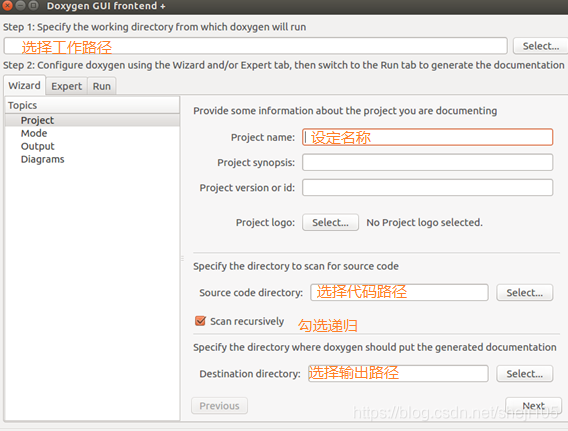 Doxygen GUI frontend +
Step 1: Specify the working directory from which doxygen will run
选择工作路径
Select...
Step 2: Configure doxygen using the Wizard and/or Expert tab, then switch to the Run tab to generate the documentation
Wizard Expert Run
Topics
Project
Mode
Output
Diagrams
Provide some information about the project you are documenting
Project name: 设定名称
Project synopsis:
Project version or id:
Project logo: Select... No Project logo selected.
Specify the directory to scan for source code
Source code directory: 选择代码路径 Select...
Scan recursively 勾选递归
Specify the directory where doxygen should put the generated documentation
Destination directory: 选择输出路径 Select...
Previous Next